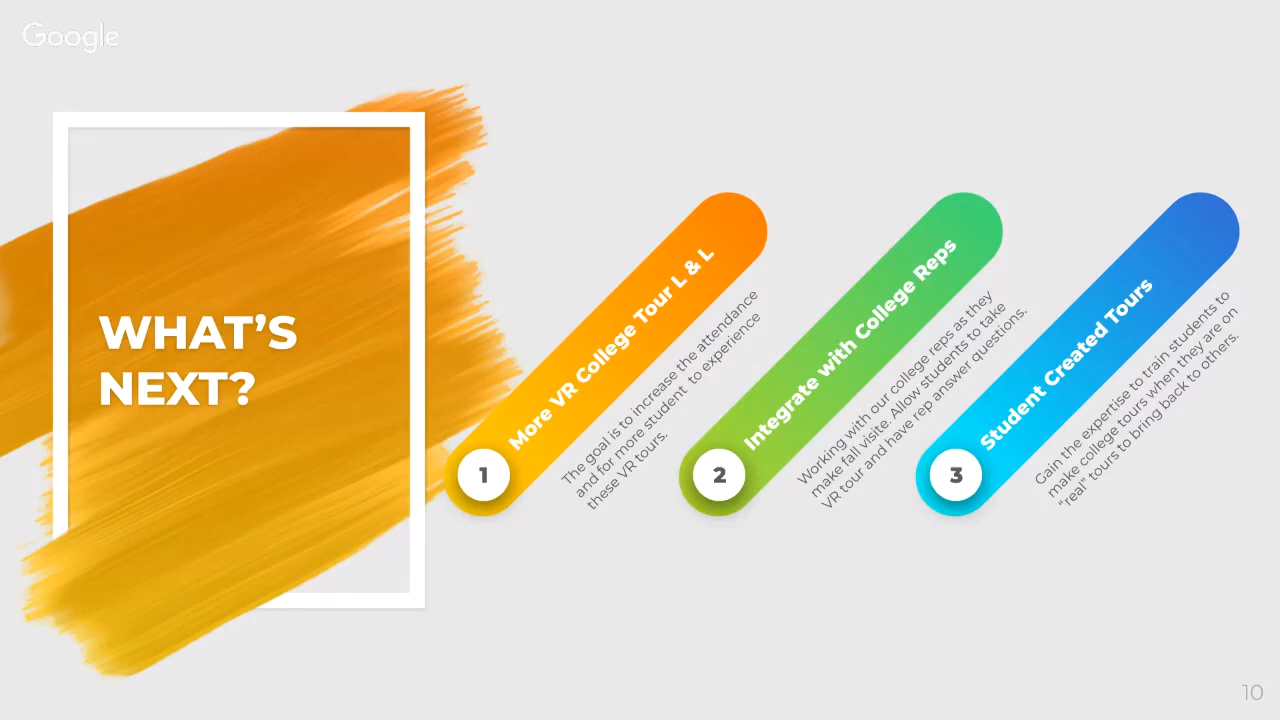 Google
WHAT’S
NEXT?
1
More VR College Tour L & L
The goal is to increase the attendance
and for more student to experience
these VR tours.
2
Integrate with College Reps
Working with our college reps as they
make fall visite. Allow students to take
VR tour and have rep answer questions.
3
Student Created Tours
Gain the expertise to train students to
make college tours when they are on
“real” tours to bring back to others.
10